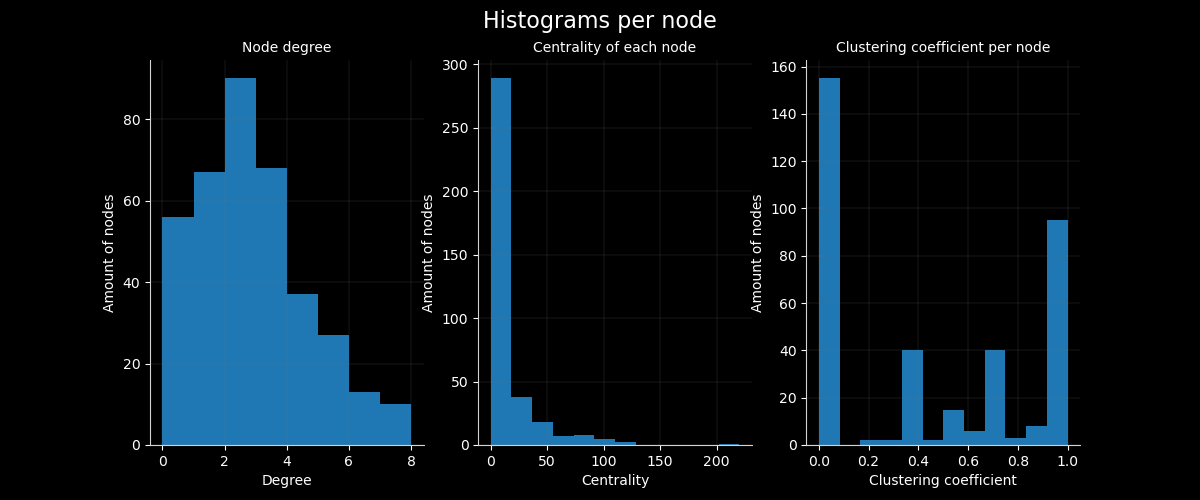 Histograms per node
Node degree
Amount of nodes
80
60
40
20
0
0 2 4 6 8
Degree
Centrality of each node
Amount of nodes
300
250
200
150
100
50
0
0 50 100 150 200
Centrality
Clustering coefficient per node
Amount of nodes
160
140
120
100
80
60
40
20
0
0.0 0.2 0.4 0.6 0.8 1.0
Clustering coefficient